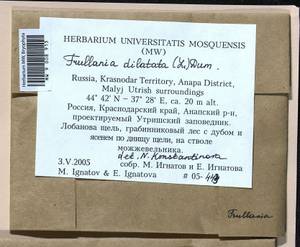 HERBARIUM UNIVERSITATIS MOSQUENSIS
(MW)
Frullania dilatata (L.) Dum.
Russia, Krasnodar Territory, Anapa District,
Malyj Utrish surroundings
44° 42' N – 37° 28' E, ca. 20 m alt.
Россия, Краснодарский край, Анапский р-н,
проектируемый Утришский заповедник.
Лобанова щель, грабинниковый лес с дубом и
ясенем по днищу щели, на стволе
можжевельника.
det. N. Konstantinova
3.V.2005 собр. М. Игнатов и Е. Игнатова
M. Ignatov & E. Ignatova # 05-
Frullania